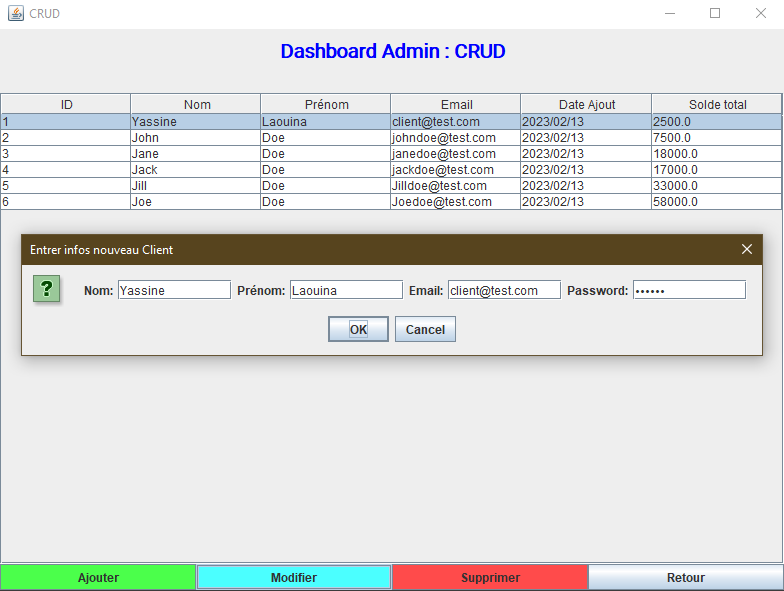 CRUD
Dashboard Admin : CRUD
ID Nom Prénom Email Date Ajout Solde total
1 Yassine Laouina client@test.com 2023/02/13 2500.0
2 John Doe johndoe@test.com 2023/02/13 7500.0
3 Jane Doe janedoe@test.com 2023/02/13 18000.0
4 Jack Doe jackdoe@test.com 2023/02/13 17000.0
5 Jill Doe Jilldoe@test.com 2023/02/13 33000.0
6 Joe Doe Joedoe@test.com 2023/02/13 58000.0
Entrer infos nouveau Client
? Nom: Yassine Prénom: Laouina Email: client@test.com Password: ••••••
OK Cancel
Ajouter Modifier Supprimer Retour